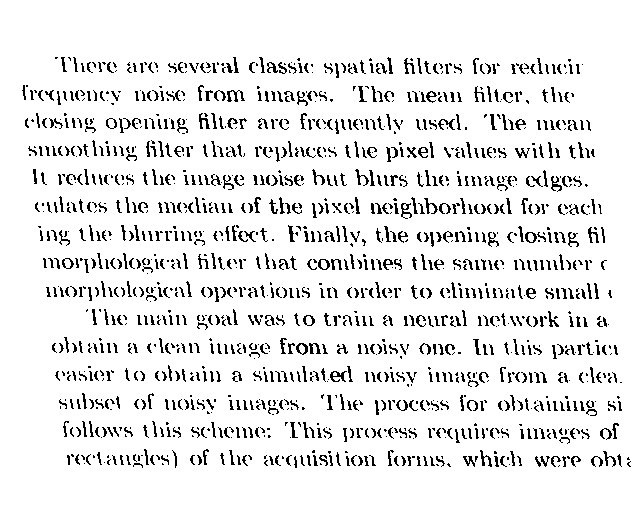 There are several classic spatial filters for reducin
frequency noise from images. The mean filter, the
closing opening filter are frequently used. The mean
smoothing filter that replaces the pixel values with the
It reduces the image noise but blurs the image edges.
culates the median of the pixel neighborhood for each
ing the blurring effect. Finally, the opening closing fil
morphological filter that combines the same number
morphological operations in order to eliminate small
The main goal was to train a neural network in a
obtain a clean image from a noisy one. In this partic
easier to obtain a simulated noisy image from a clea
subset of noisy images. The process for obtaining si
follows this scheme: This process requires images of
rectangles) of the acquisition forms, which were obta